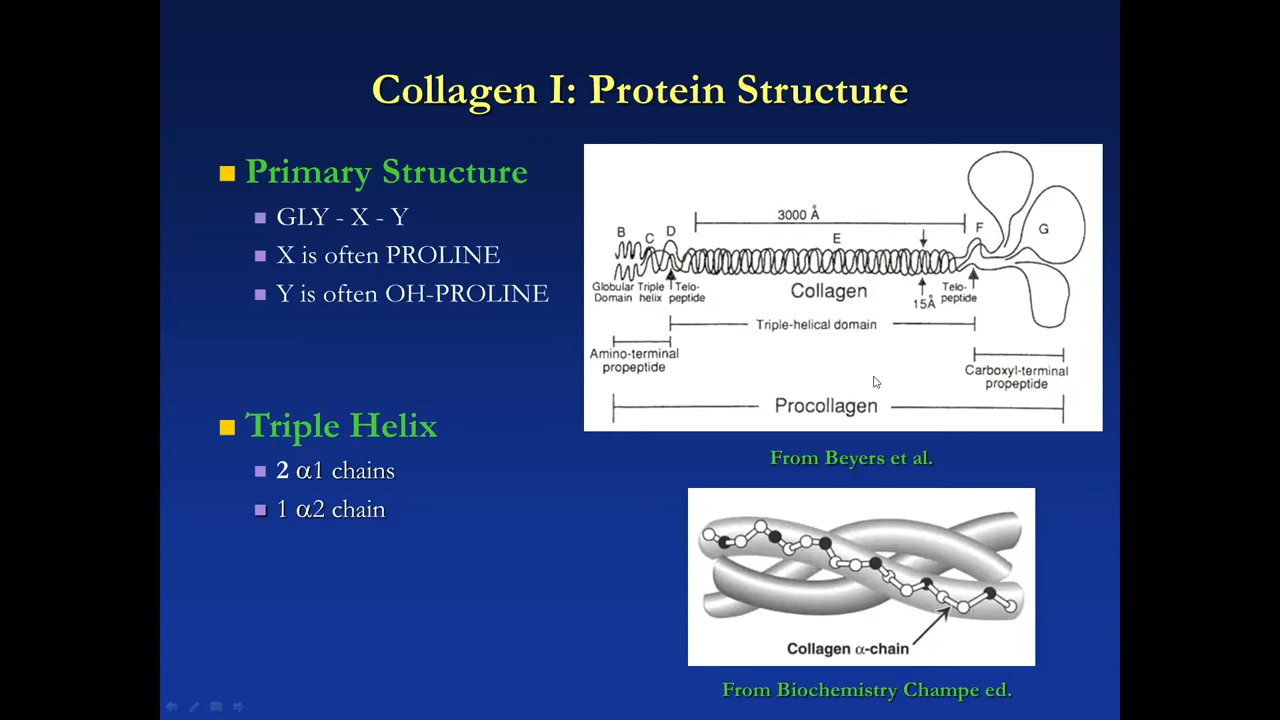 Collagen I: Protein Structure
Primary Structure
GLY - X - Y
X is often PROLINE
Y is often OH-PROLINE
Triple Helix
2 α1 chains
1 α2 chain
3000 Å
B
C
D
E
F
G
Globular Triple Telo-
Domain helix peptide
Collagen
15Å
Telo-
peptide
Triple-helical domain
Amino-terminal
propeptide
Carboxyl-terminal
propeptide
Procollagen
From Beyers et al.
Collagen α-chain
From Biochemistry Champe ed.